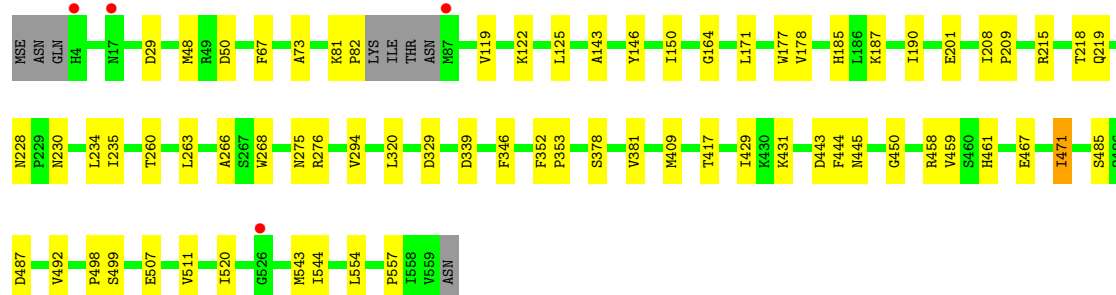 MSE ASN GLN H4 N17 D29 M48 R49 D50 F67 A73 K81 P82 LYS ILE THR ASN M87 V119 K122 L125 A143 Y146 I150 G164 L171 W177 V178 H185 L186 K187 I190 E201 I208 P209 R215 T218 Q219
N228 P229 N230 L234 I235 T260 L263 A266 S267 W268 N275 R276 V294 L320 D329 D339 F346 F352 P353 S378 V381 M409 T417 I429 K430 K431 D443 F444 N445 G450 R458 V459 S460 H461 E467 I471 S485
D487 V492 P498 S499 E507 V511 I520 G526 M543 I544 L554 P557 I558 V559 ASN